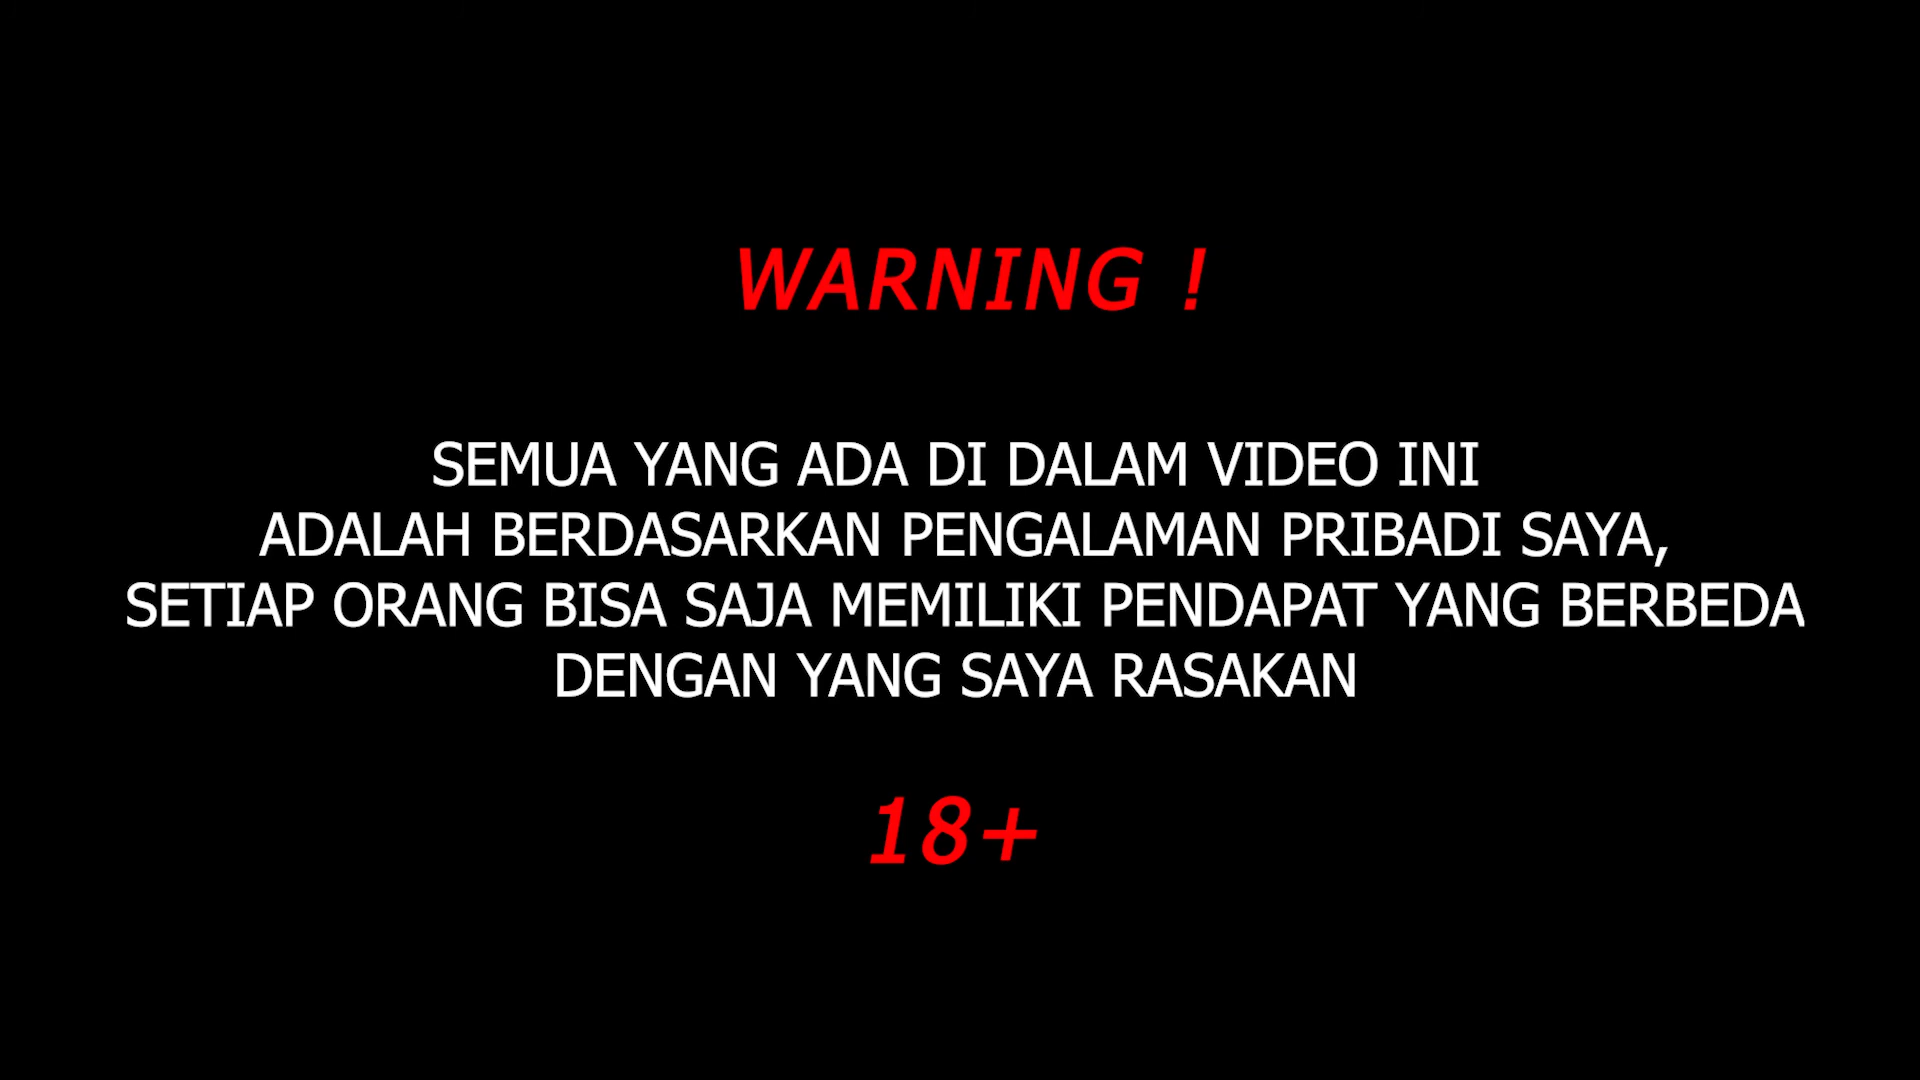 WARNING !
SEMUA YANG ADA DI DALAM VIDEO INI
ADALAH BERDASARKAN PENGALAMAN PRIBADI SAYA,
SETIAP ORANG BISA SAJA MEMILIKI PENDAPAT YANG BERBEDA
DENGAN YANG SAYA RASAKAN
18+